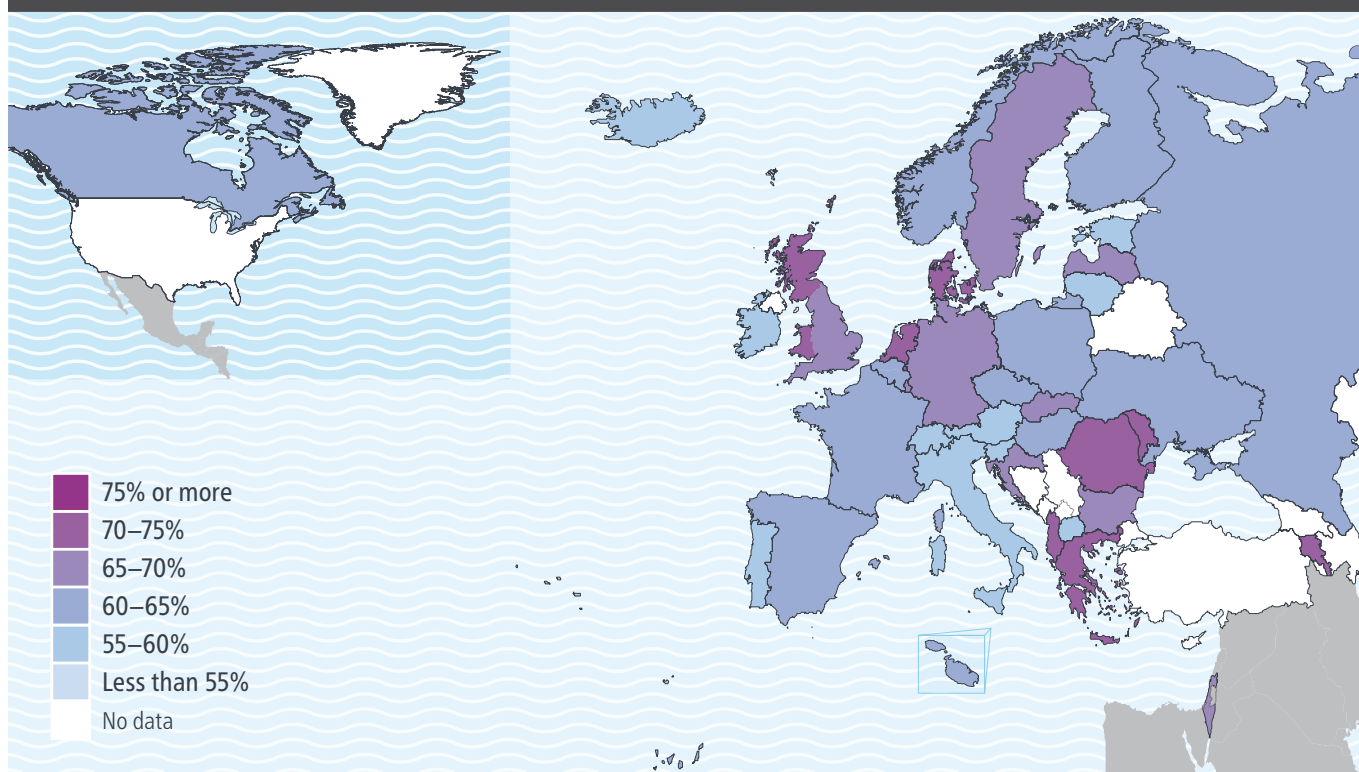 75% or more
70–75%
65–70%
60–65%
55–60%
Less than 55%
No data